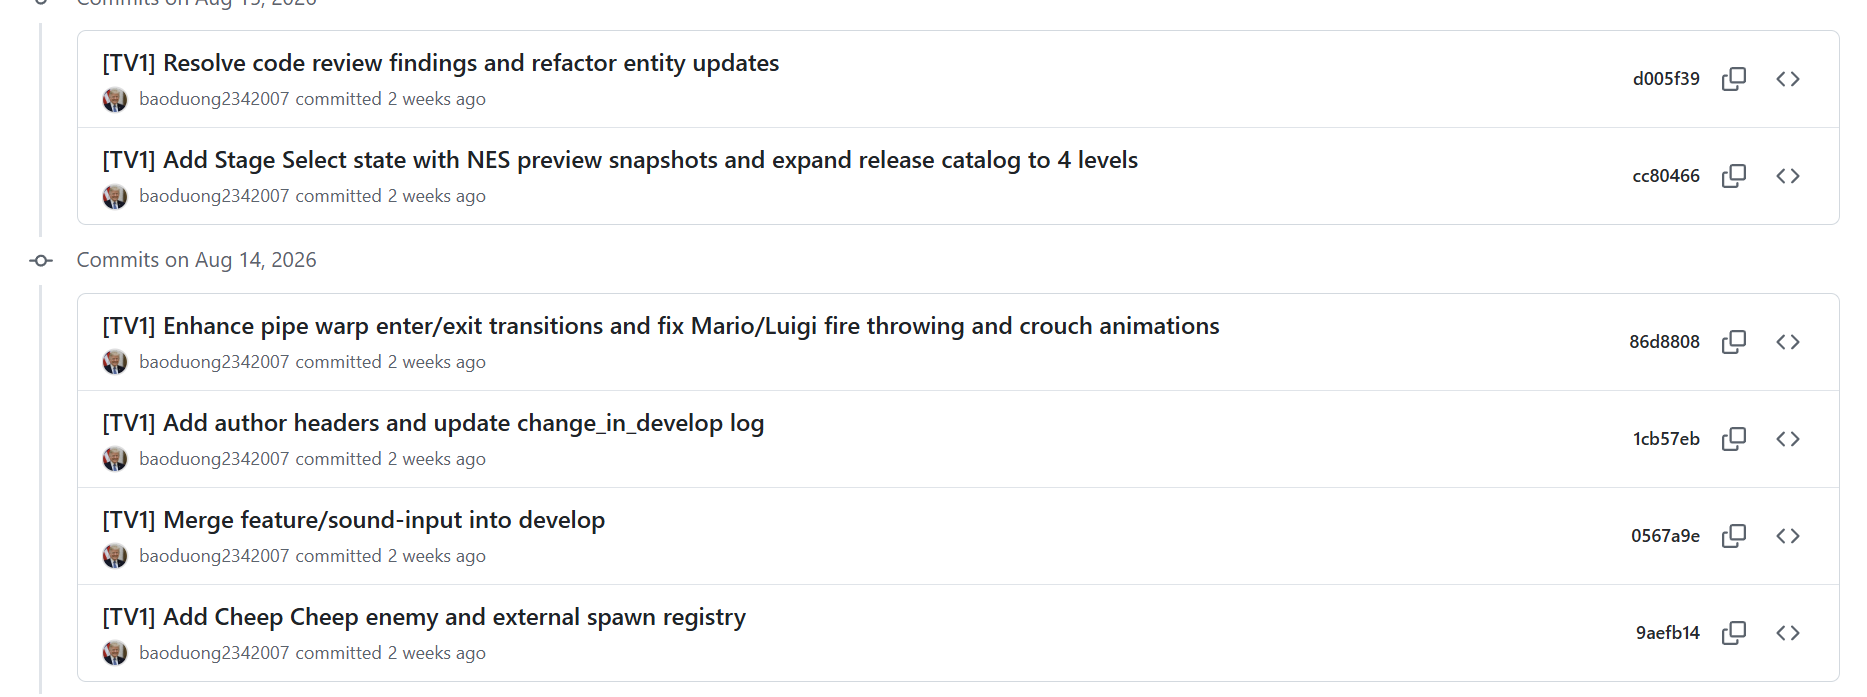 Commits on Aug 15, 2026
[TV1] Resolve code review findings and refactor entity updates
baoduong2342007 committed 2 weeks ago
d005f39
[TV1] Add Stage Select state with NES preview snapshots and expand release catalog to 4 levels
baoduong2342007 committed 2 weeks ago
cc80466
Commits on Aug 14, 2026
[TV1] Enhance pipe warp enter/exit transitions and fix Mario/Luigi fire throwing and crouch animations
baoduong2342007 committed 2 weeks ago
86d8808
[TV1] Add author headers and update change_in_develop log
baoduong2342007 committed 2 weeks ago
1cb57eb
[TV1] Merge feature/sound-input into develop
baoduong2342007 committed 2 weeks ago
0567a9e
[TV1] Add Cheep Cheep enemy and external spawn registry
baoduong2342007 committed 2 weeks ago
9aefb14